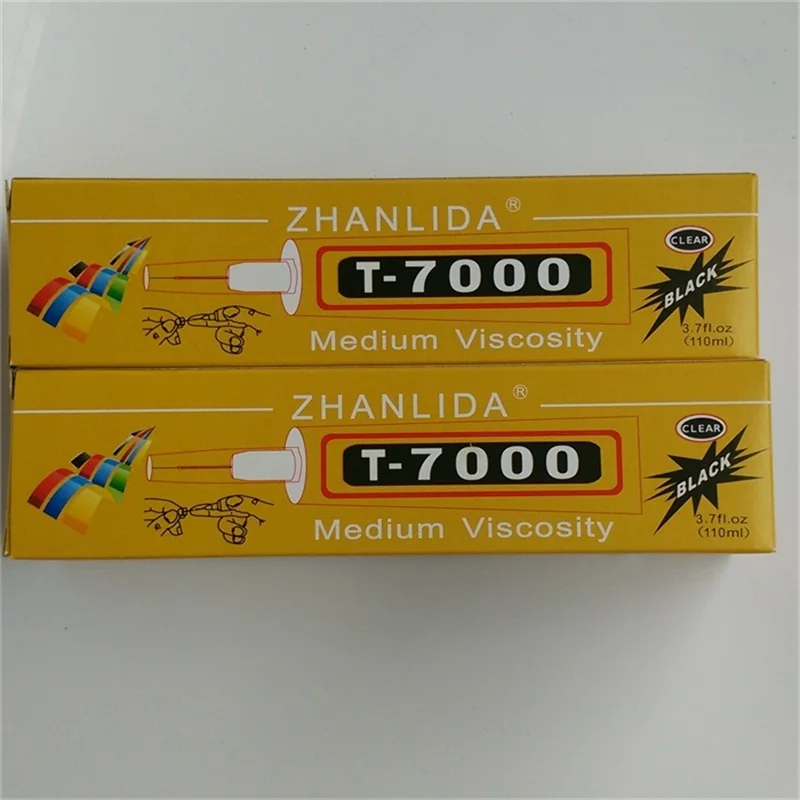 ZHANLIDA®
CLEAR
T-7000
BLACK
Medium Viscosity
3.7fl.oz
(110ml)
ZHANLIDA®
CLEAR
T-7000
BLACK
Medium Viscosity
3.7fl.oz
(110ml)